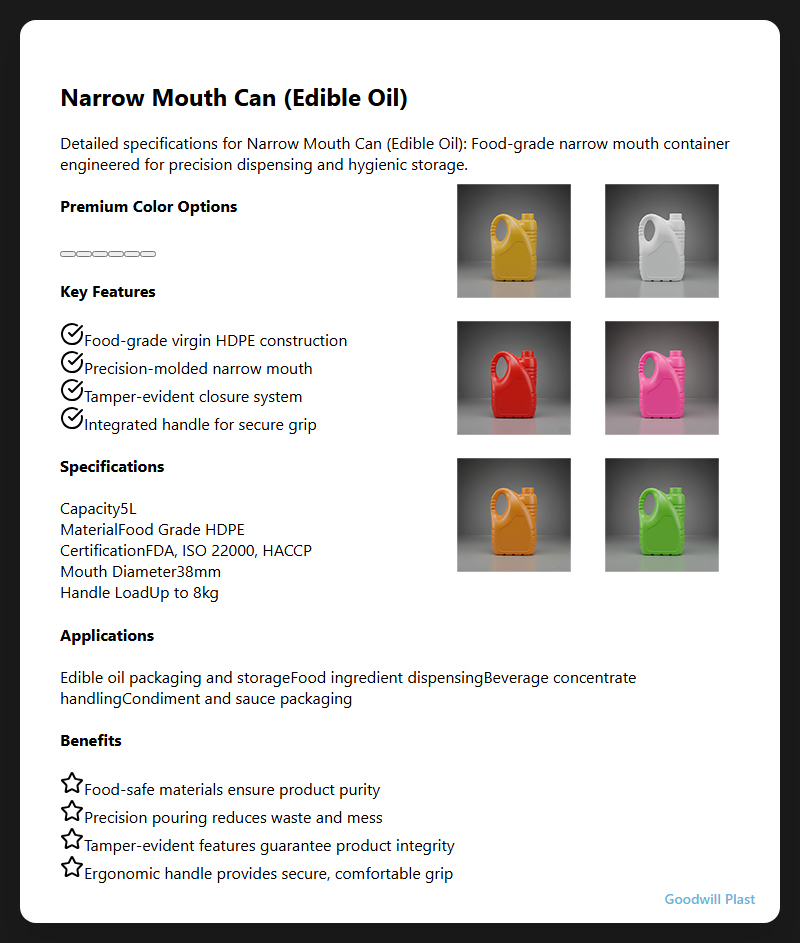 Narrow Mouth Can (Edible Oil)
Detailed specifications for Narrow Mouth Can (Edible Oil): Food-grade narrow mouth container
engineered for precision dispensing and hygienic storage.
Premium Color Options
Key Features
Food-grade virgin HDPE construction
Precision-molded narrow mouth
Tamper-evident closure system
Integrated handle for secure grip
Specifications
Capacity5L
MaterialFood Grade HDPE
CertificationFDA, ISO 22000, HACCP
Mouth Diameter38mm
Handle LoadUp to 8kg
Applications
Edible oil packaging and storageFood ingredient dispensingBeverage concentrate
handlingCondiment and sauce packaging
Benefits
Food-safe materials ensure product purity
Precision pouring reduces waste and mess
Tamper-evident features guarantee product integrity
Ergonomic handle provides secure, comfortable grip
Goodwill Plast